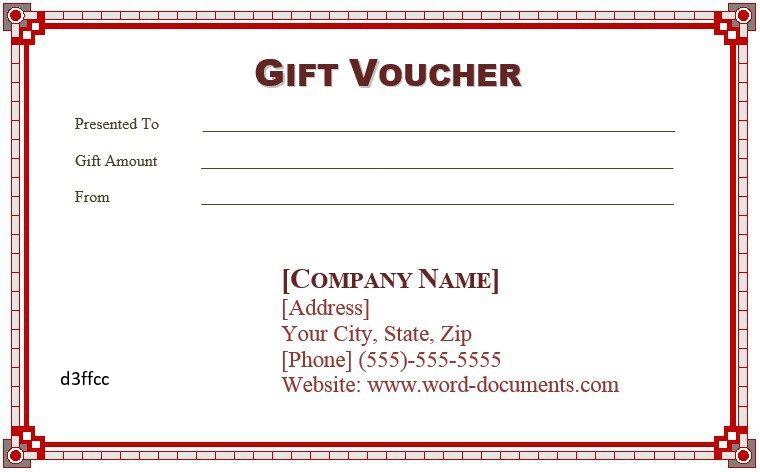 GIFT VOUCHER
Presented To
Gift Amount
From
[COMPANY NAME]
[Address]
Your City, State, Zip
[Phone] (555)-555-5555
d3ffcc
Website: www.word-documents.com